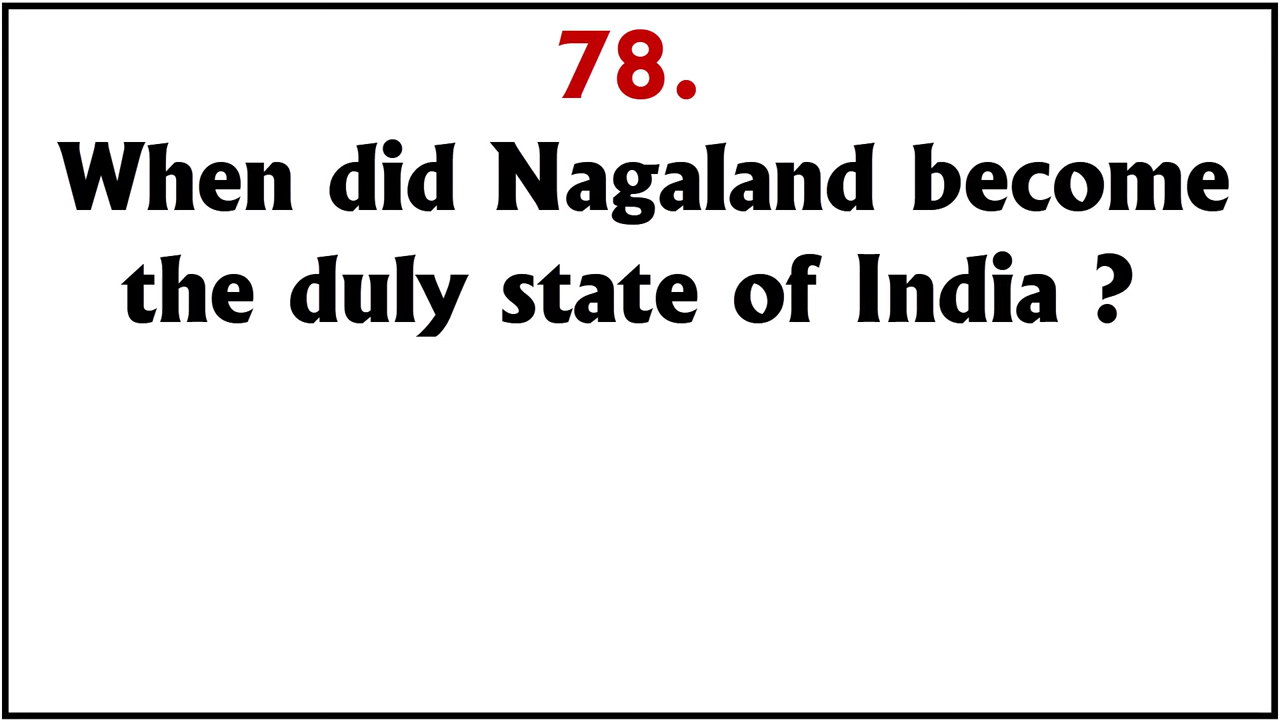 78.
When did Nagaland become
the duly state of India ?